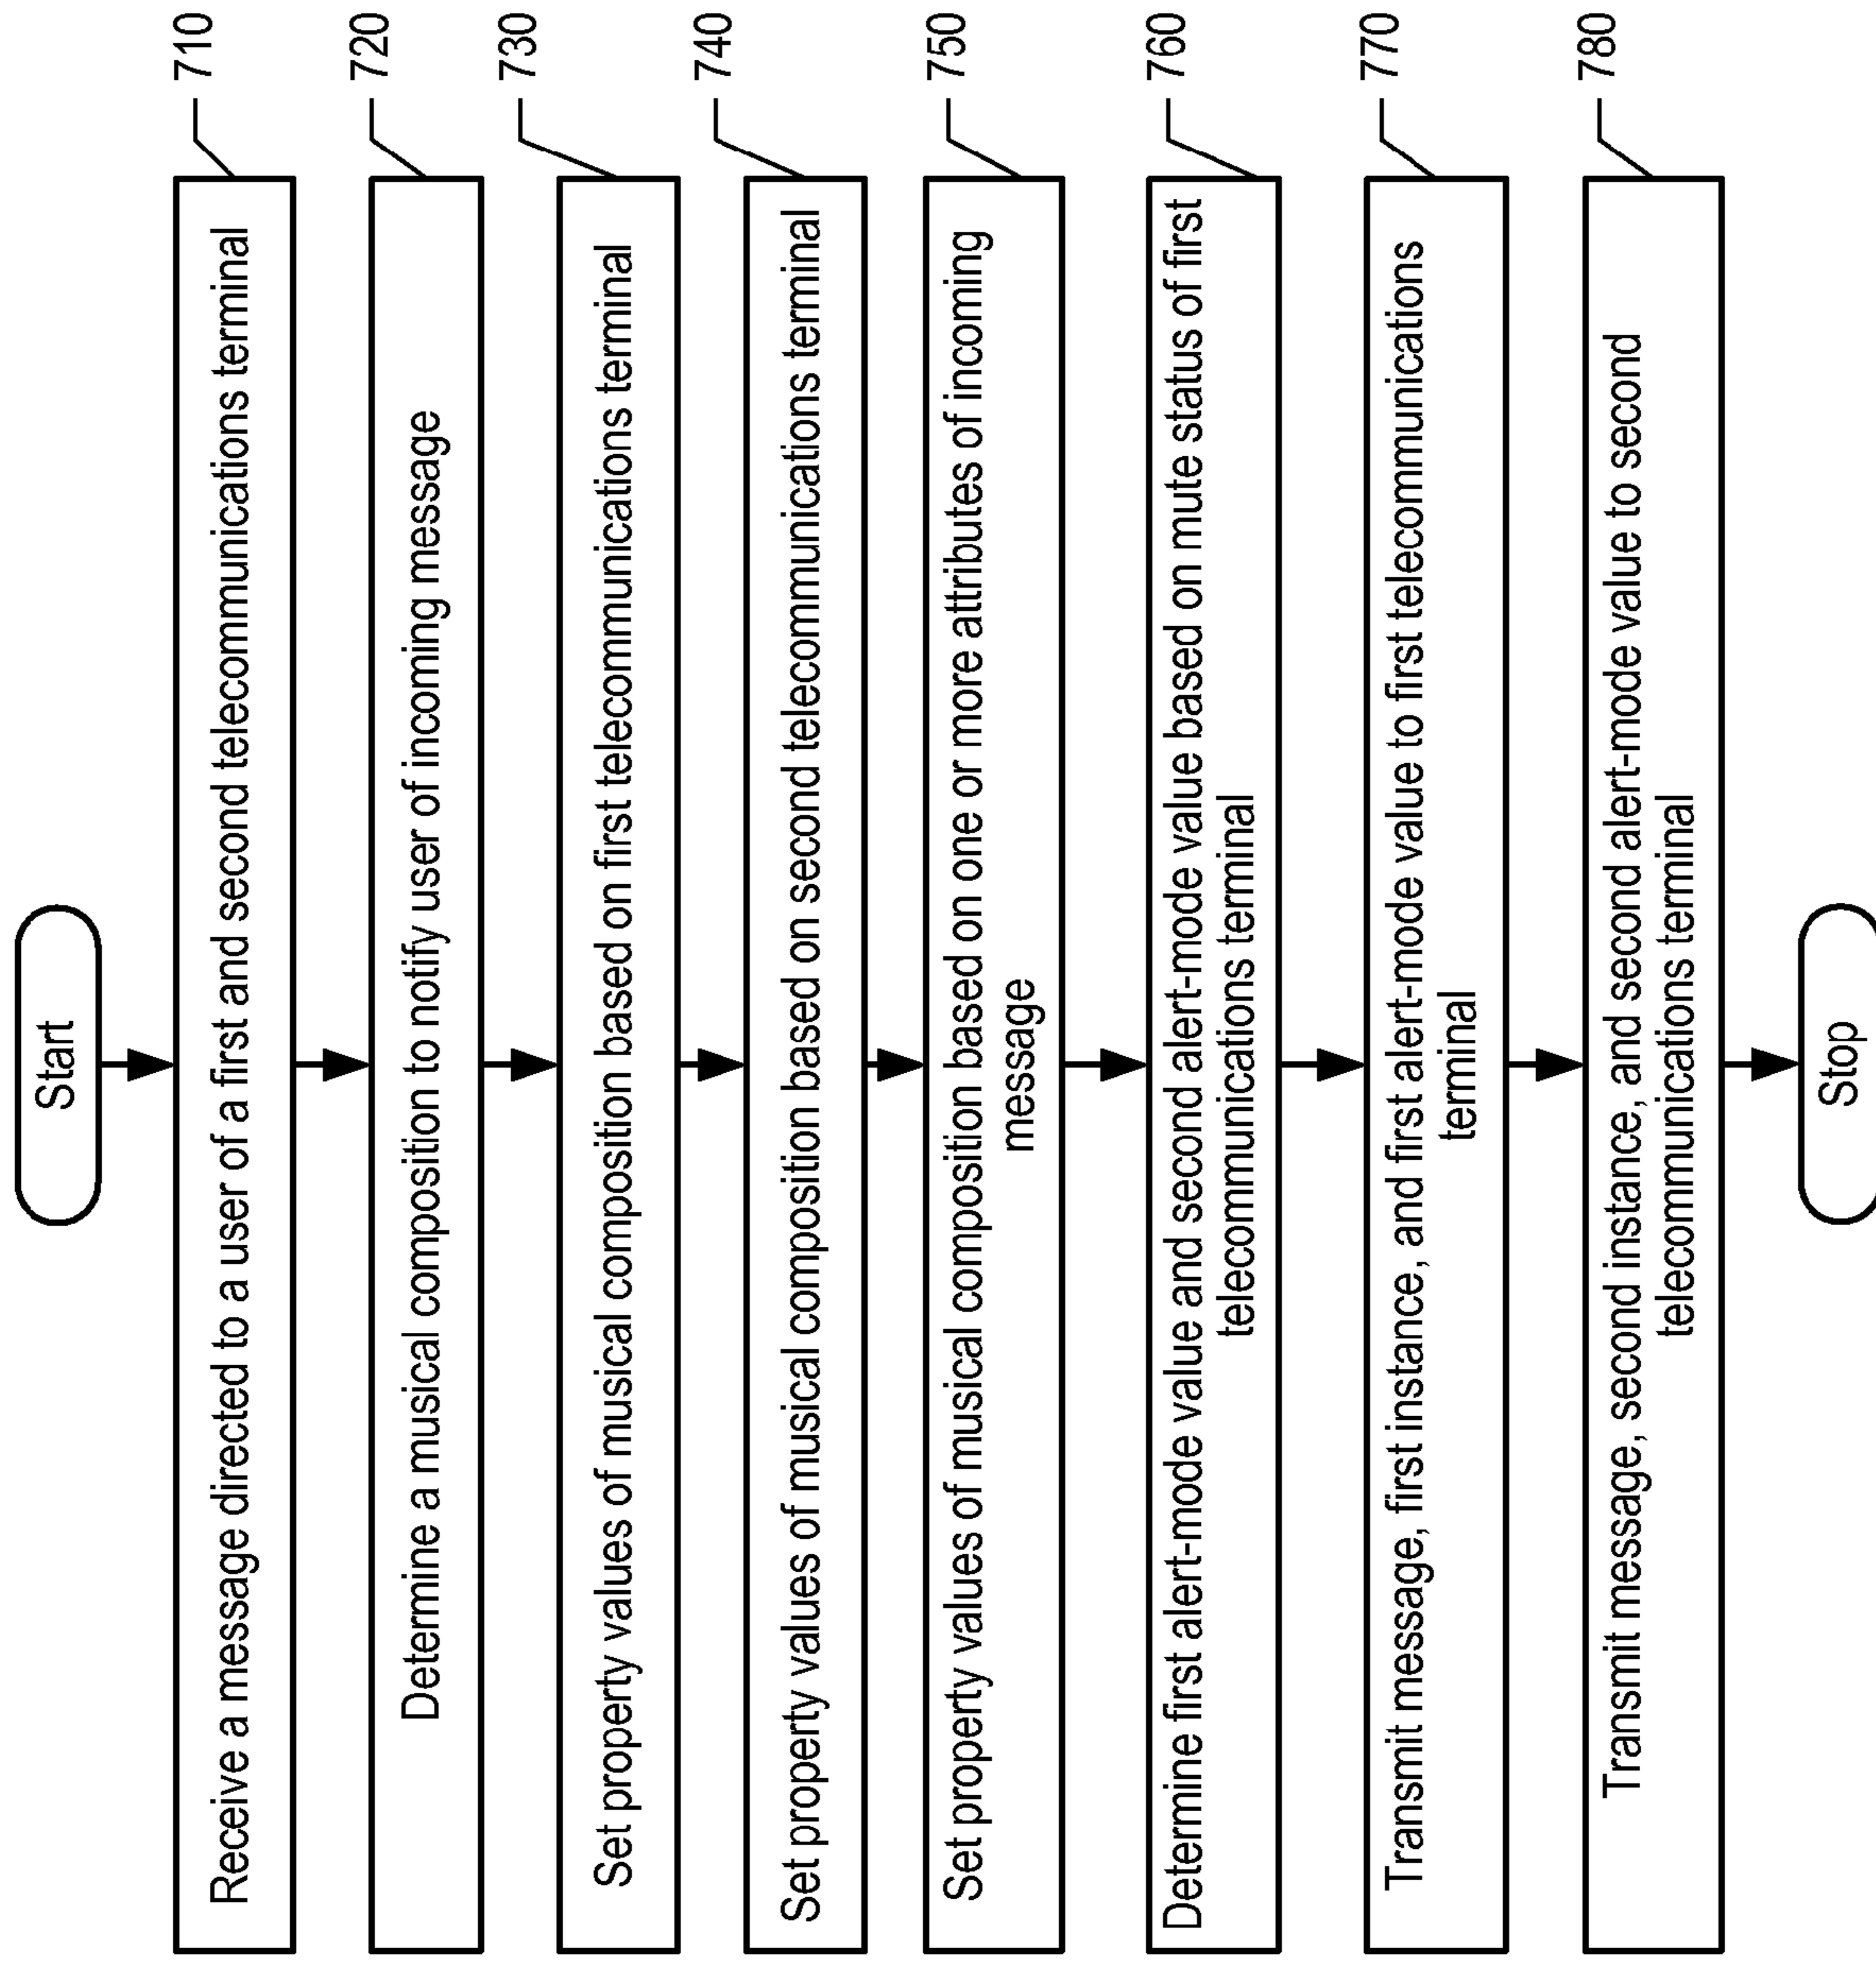 Start
Receive a message directed to a user of a first and second telecommunications terminal
710
Determine a musical composition to notify user of incoming message
720
Set property values of musical composition based on first telecommunications terminal
730
Set property values of musical composition based on second telecommunications terminal
740
Set property values of musical composition based on one or more attributes of incoming
message
750
Determine first alert-mode value and second alert-mode value based on mute status of first
telecommunications terminal
760
Transmit message, first instance, and first alert-mode value to first telecommunications
terminal
770
Transmit message, second instance, and second alert-mode value to second
telecommunications terminal
780
Stop